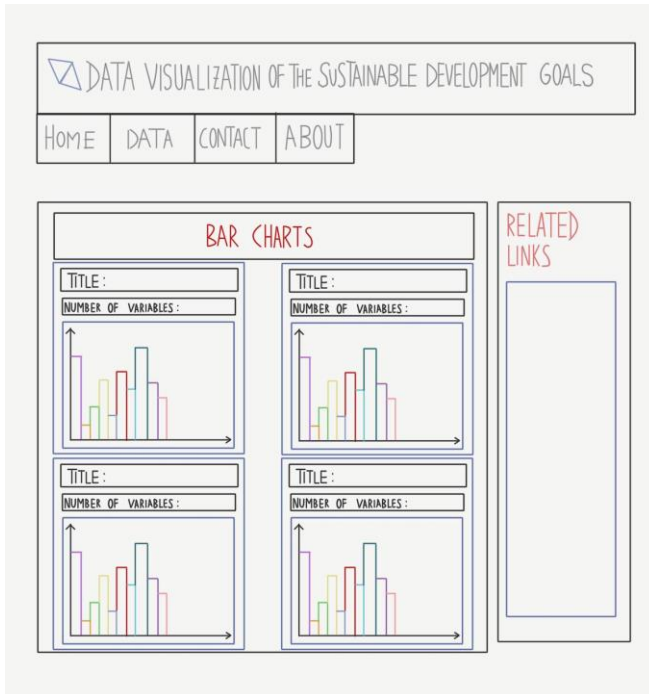 DATA VISUALIZATION OF THE SUSTAINABLE DEVELOPMENT GOALS
HOME
DATA
CONTACT
ABOUT
BAR CHARTS
TITLE :
NUMBER OF VARIABLES :
TITLE :
NUMBER OF VARIABLES :
TITLE :
NUMBER OF VARIABLES :
TITLE :
NUMBER OF VARIABLES :
RELATED
LINKS